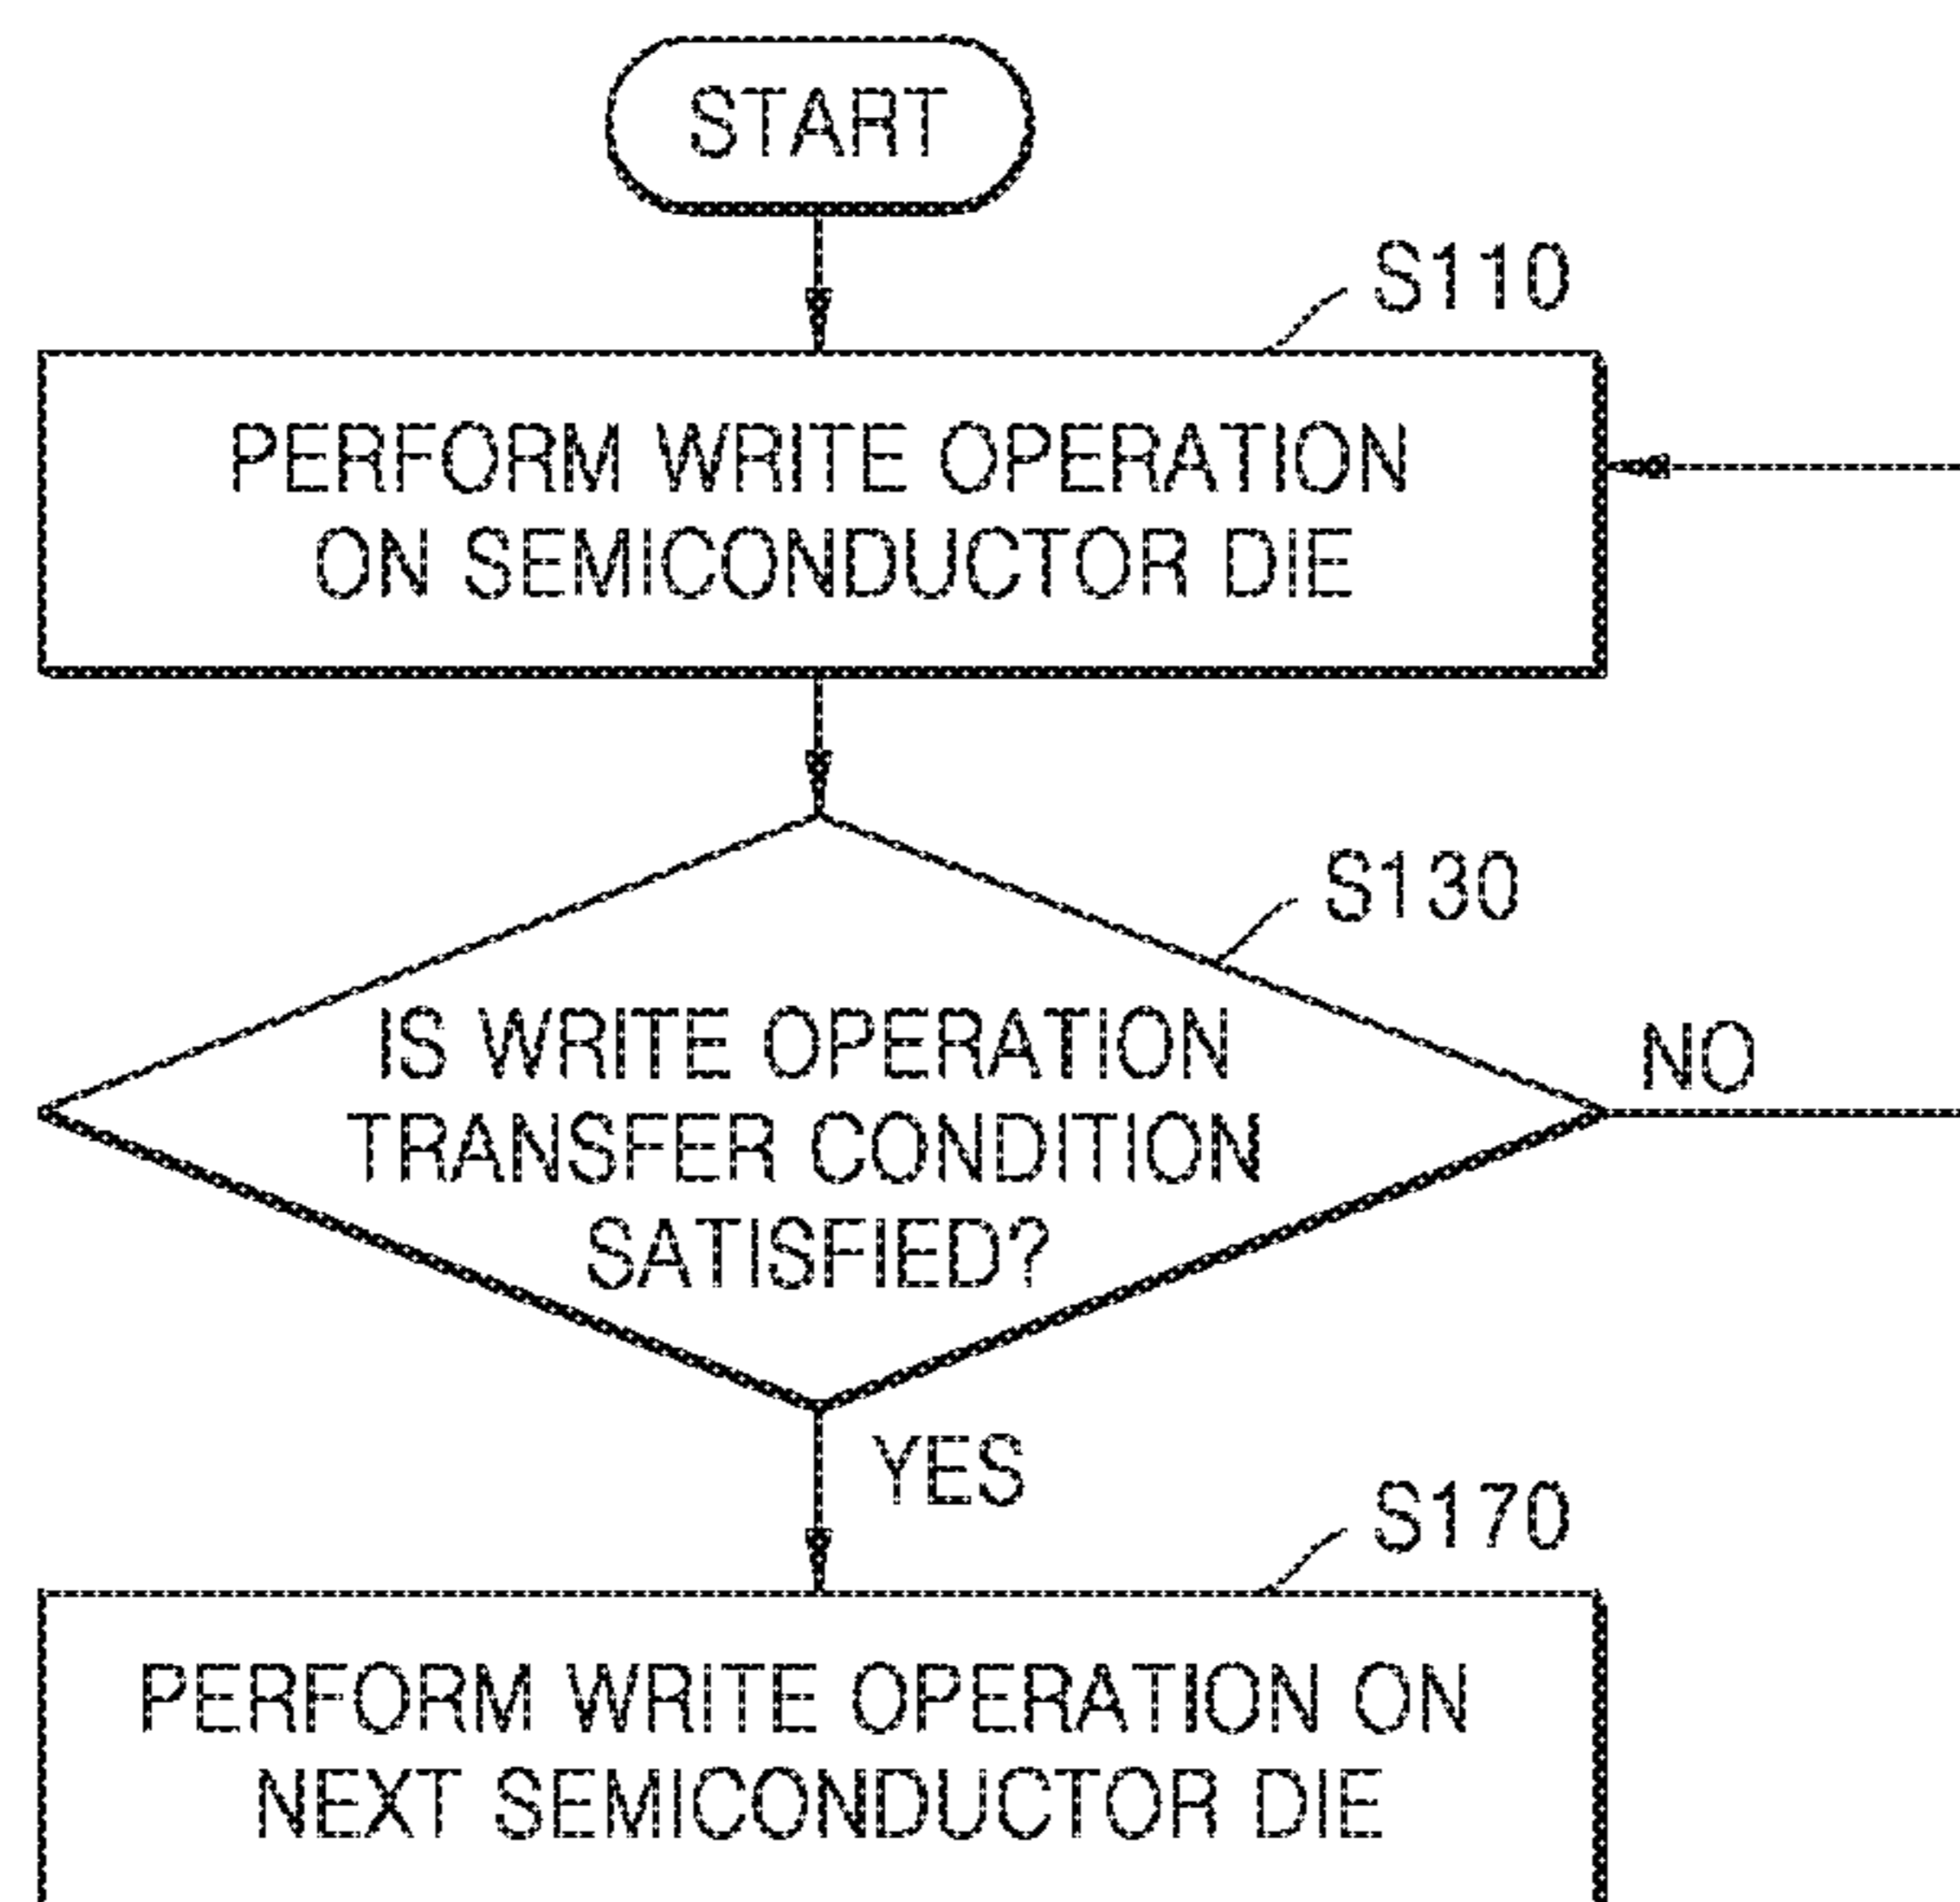 START
S110
PERFORM WRITE OPERATION
ON SEMICONDUCTOR DIE
S130
IS WRITE OPERATION
TRANSFER CONDITION
SATISFIED?
NO
YES
S170
PERFORM WRITE OPERATION ON
NEXT SEMICONDUCTOR DIE